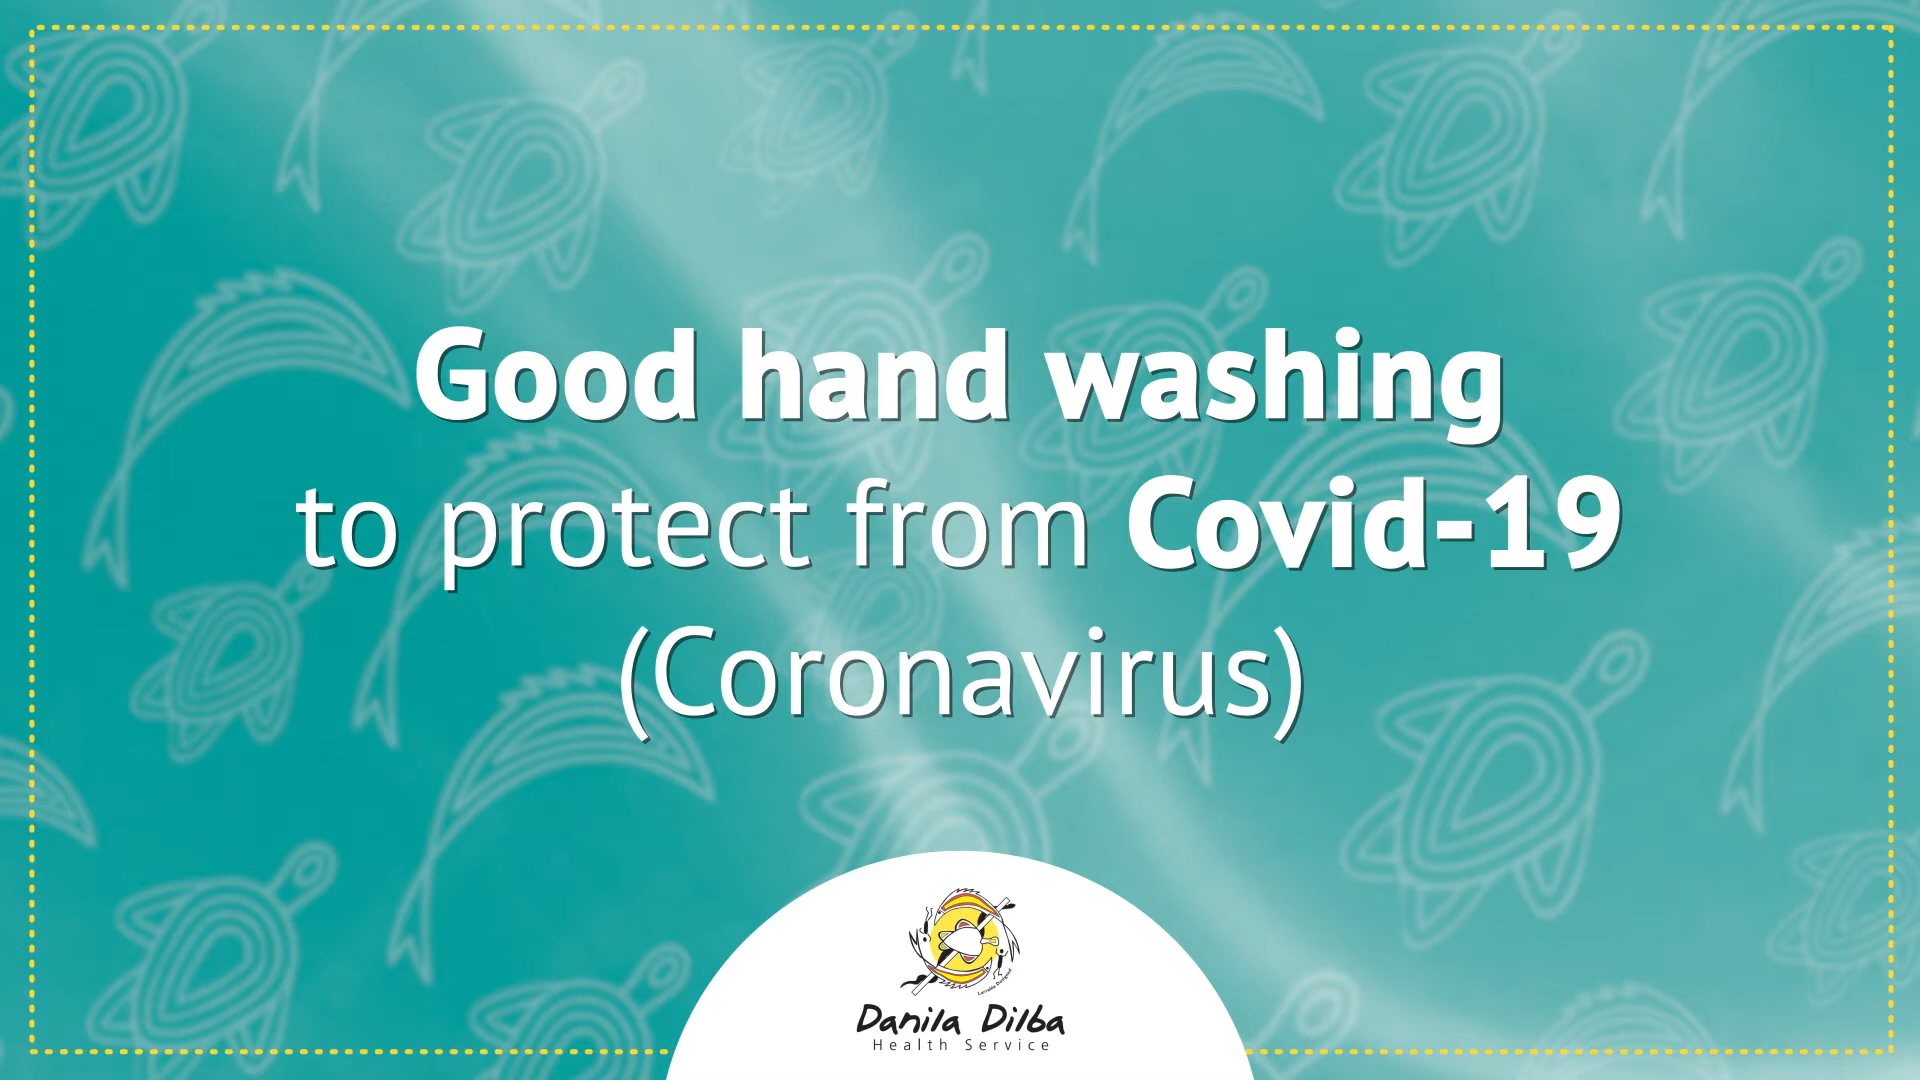 Good hand washing
to protect from Covid-19
(Coronavirus)
Danila Dilba
Health Service